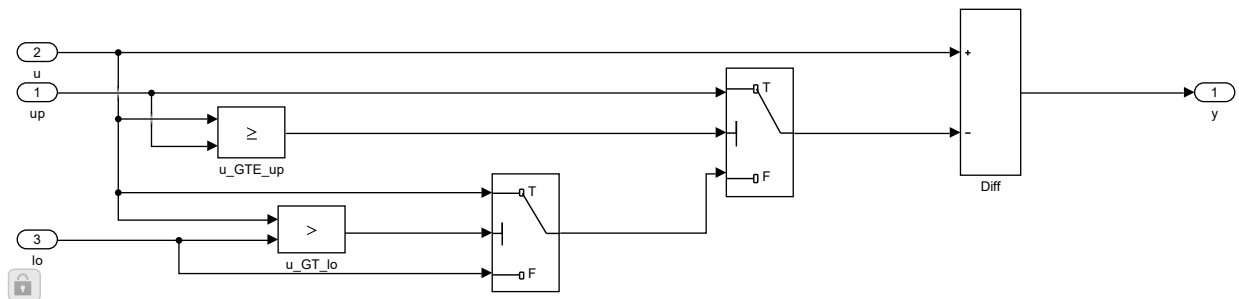 2
u
+
1
up
T
1
y
≥
u_GTE_up
−
F
Diff
T
>
u_GT_lo
3
lo
F